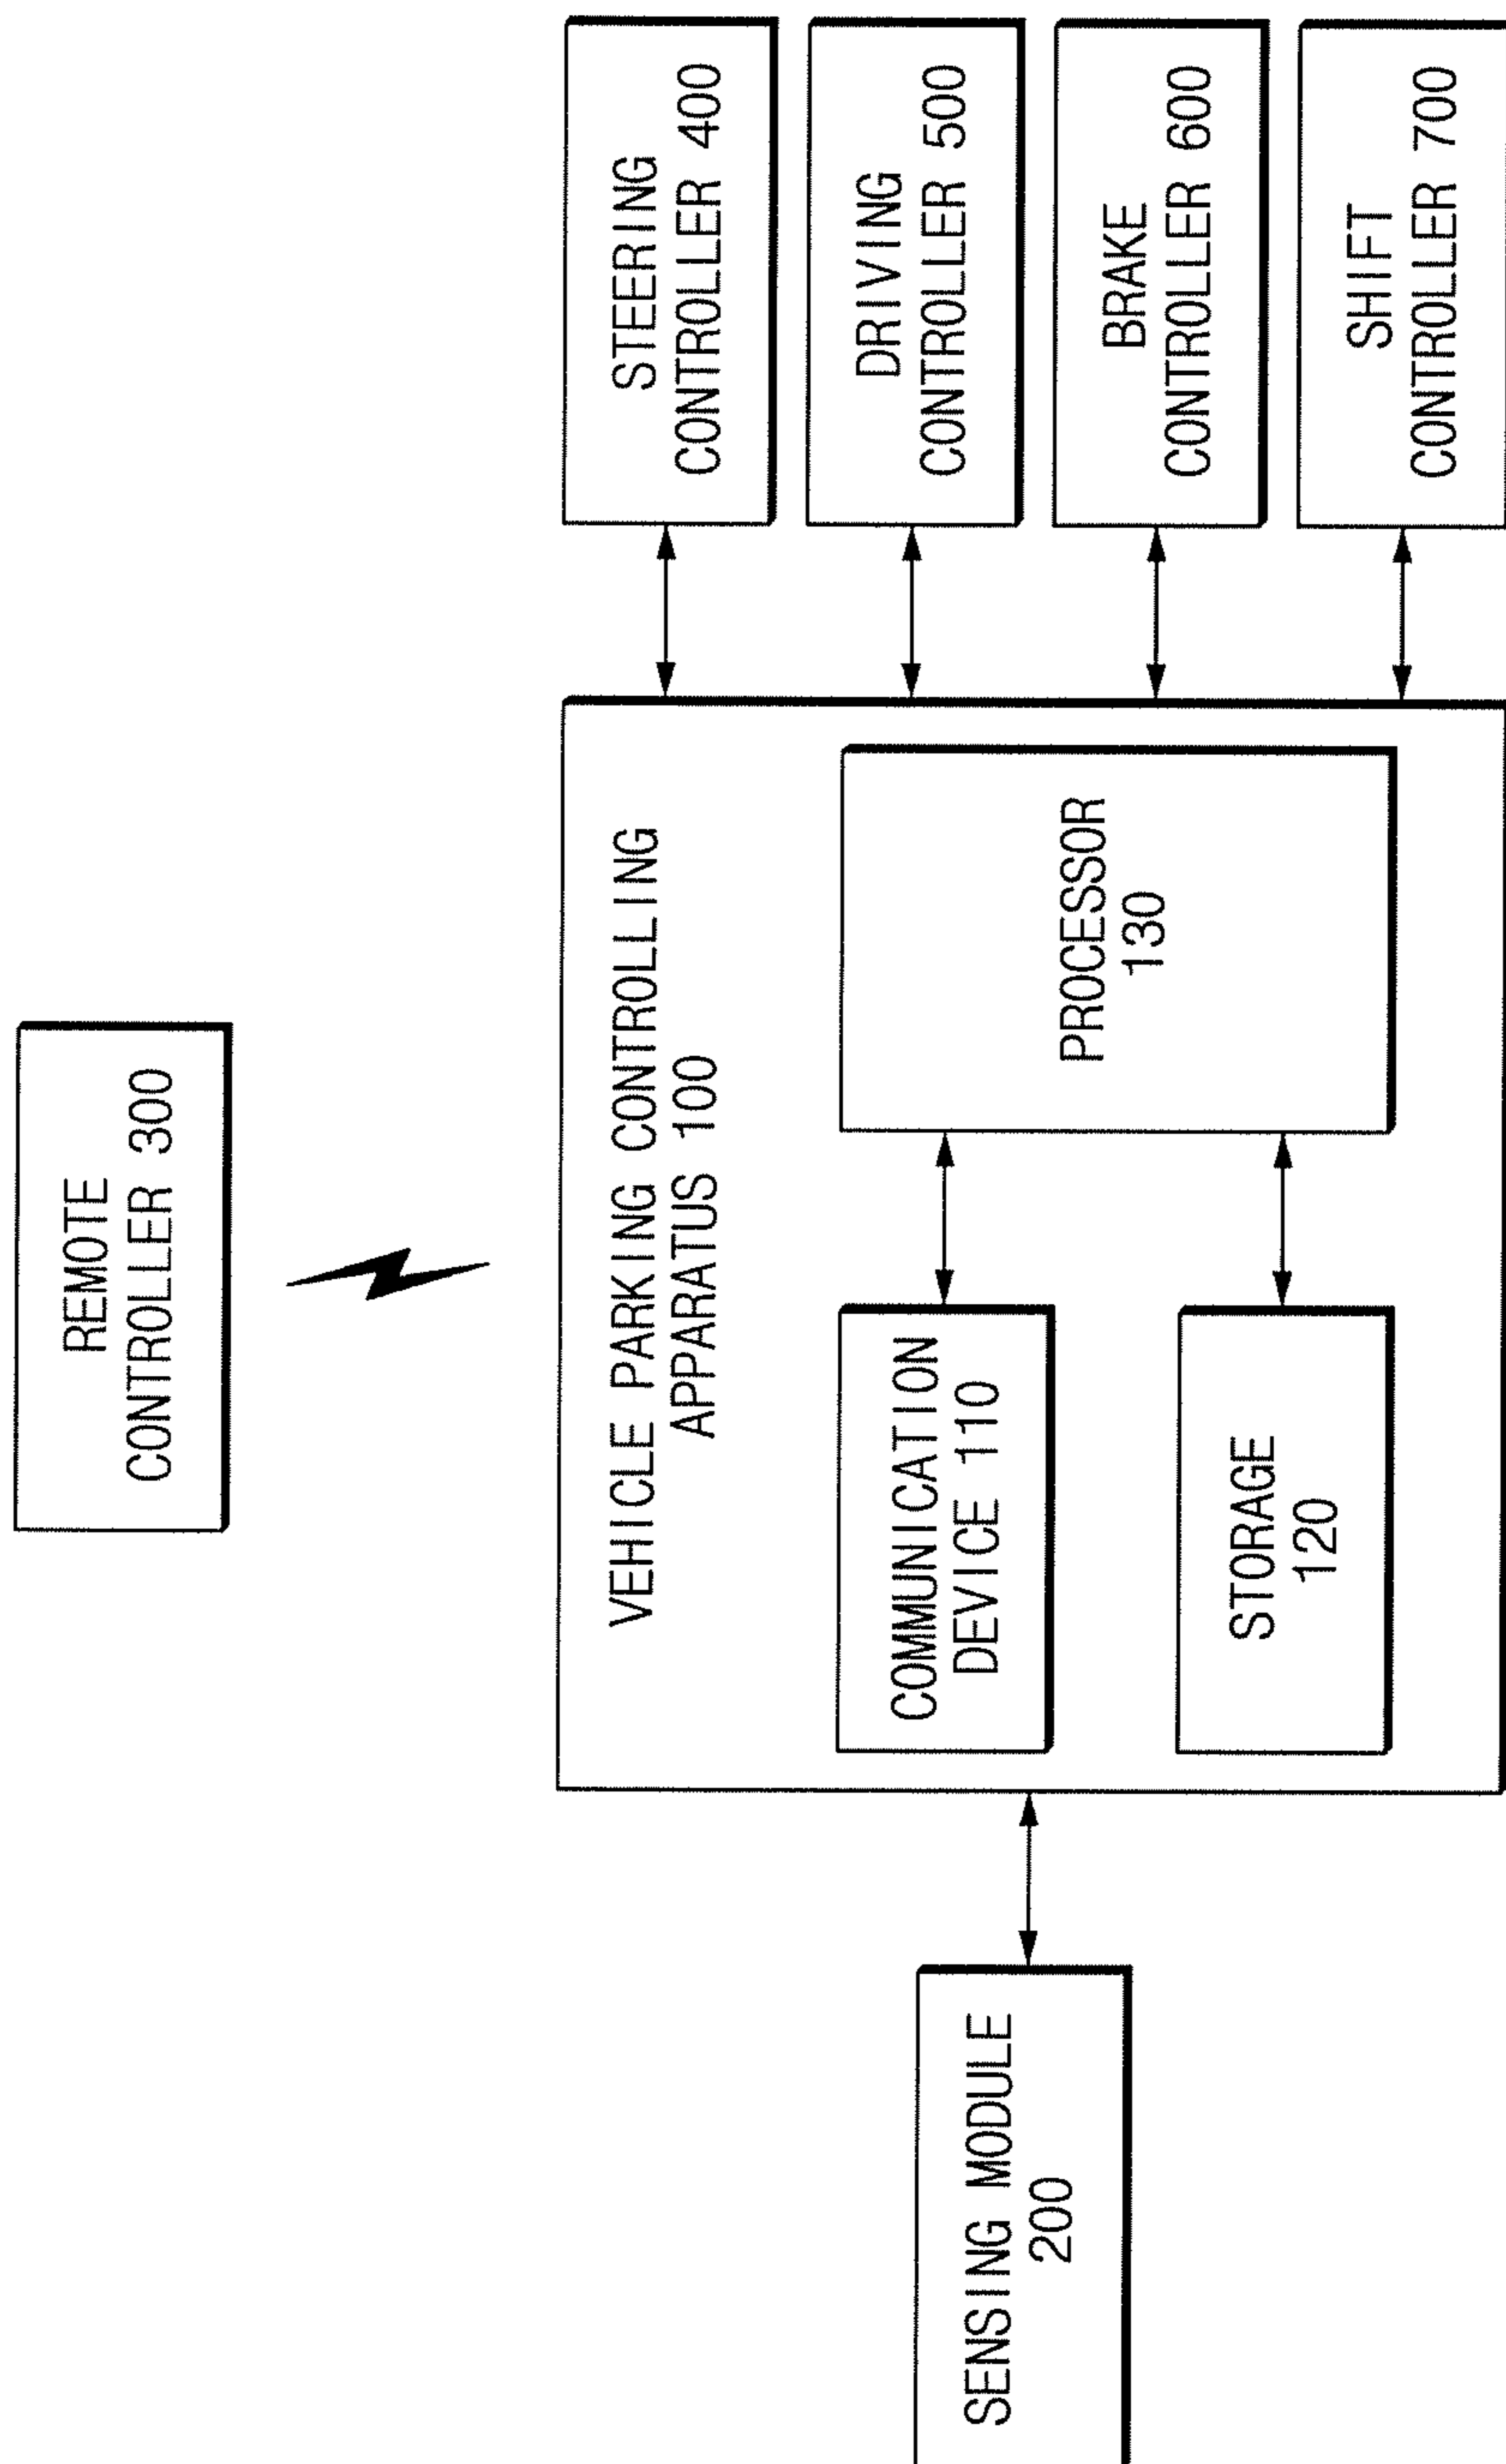 REMOTE
CONTROLLER 300
VEHICLE PARKING CONTROLLING
APPARATUS 100
SENSING MODULE
200
COMMUNICATION
DEVICE 110
STORAGE
120
PROCESSOR
130
STEERING
CONTROLLER 400
DRIVING
CONTROLLER 500
BRAKE
CONTROLLER 600
SHIFT
CONTROLLER 700